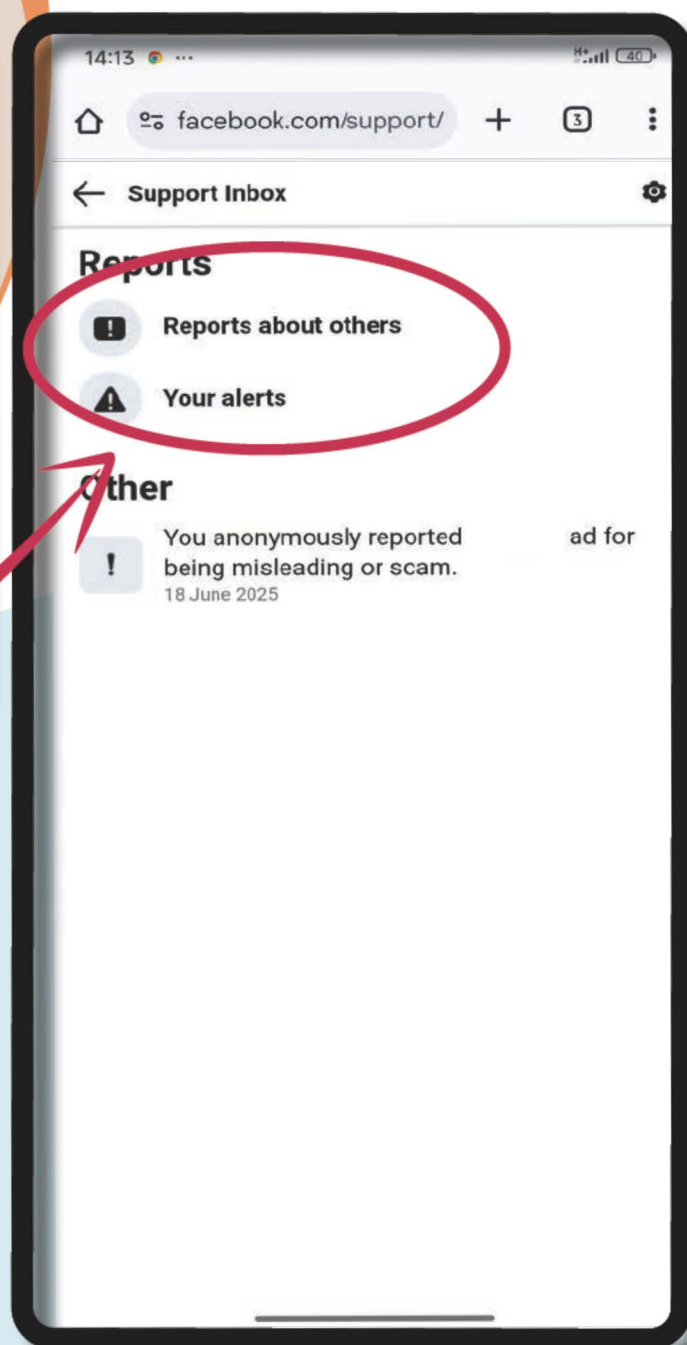 14:13 ... H+ 40
facebook.com/support/ + 3
Support Inbox
Reports
Reports about others
Your alerts
Other
You anonymously reported ad for
being misleading or scam.
18 June 2025